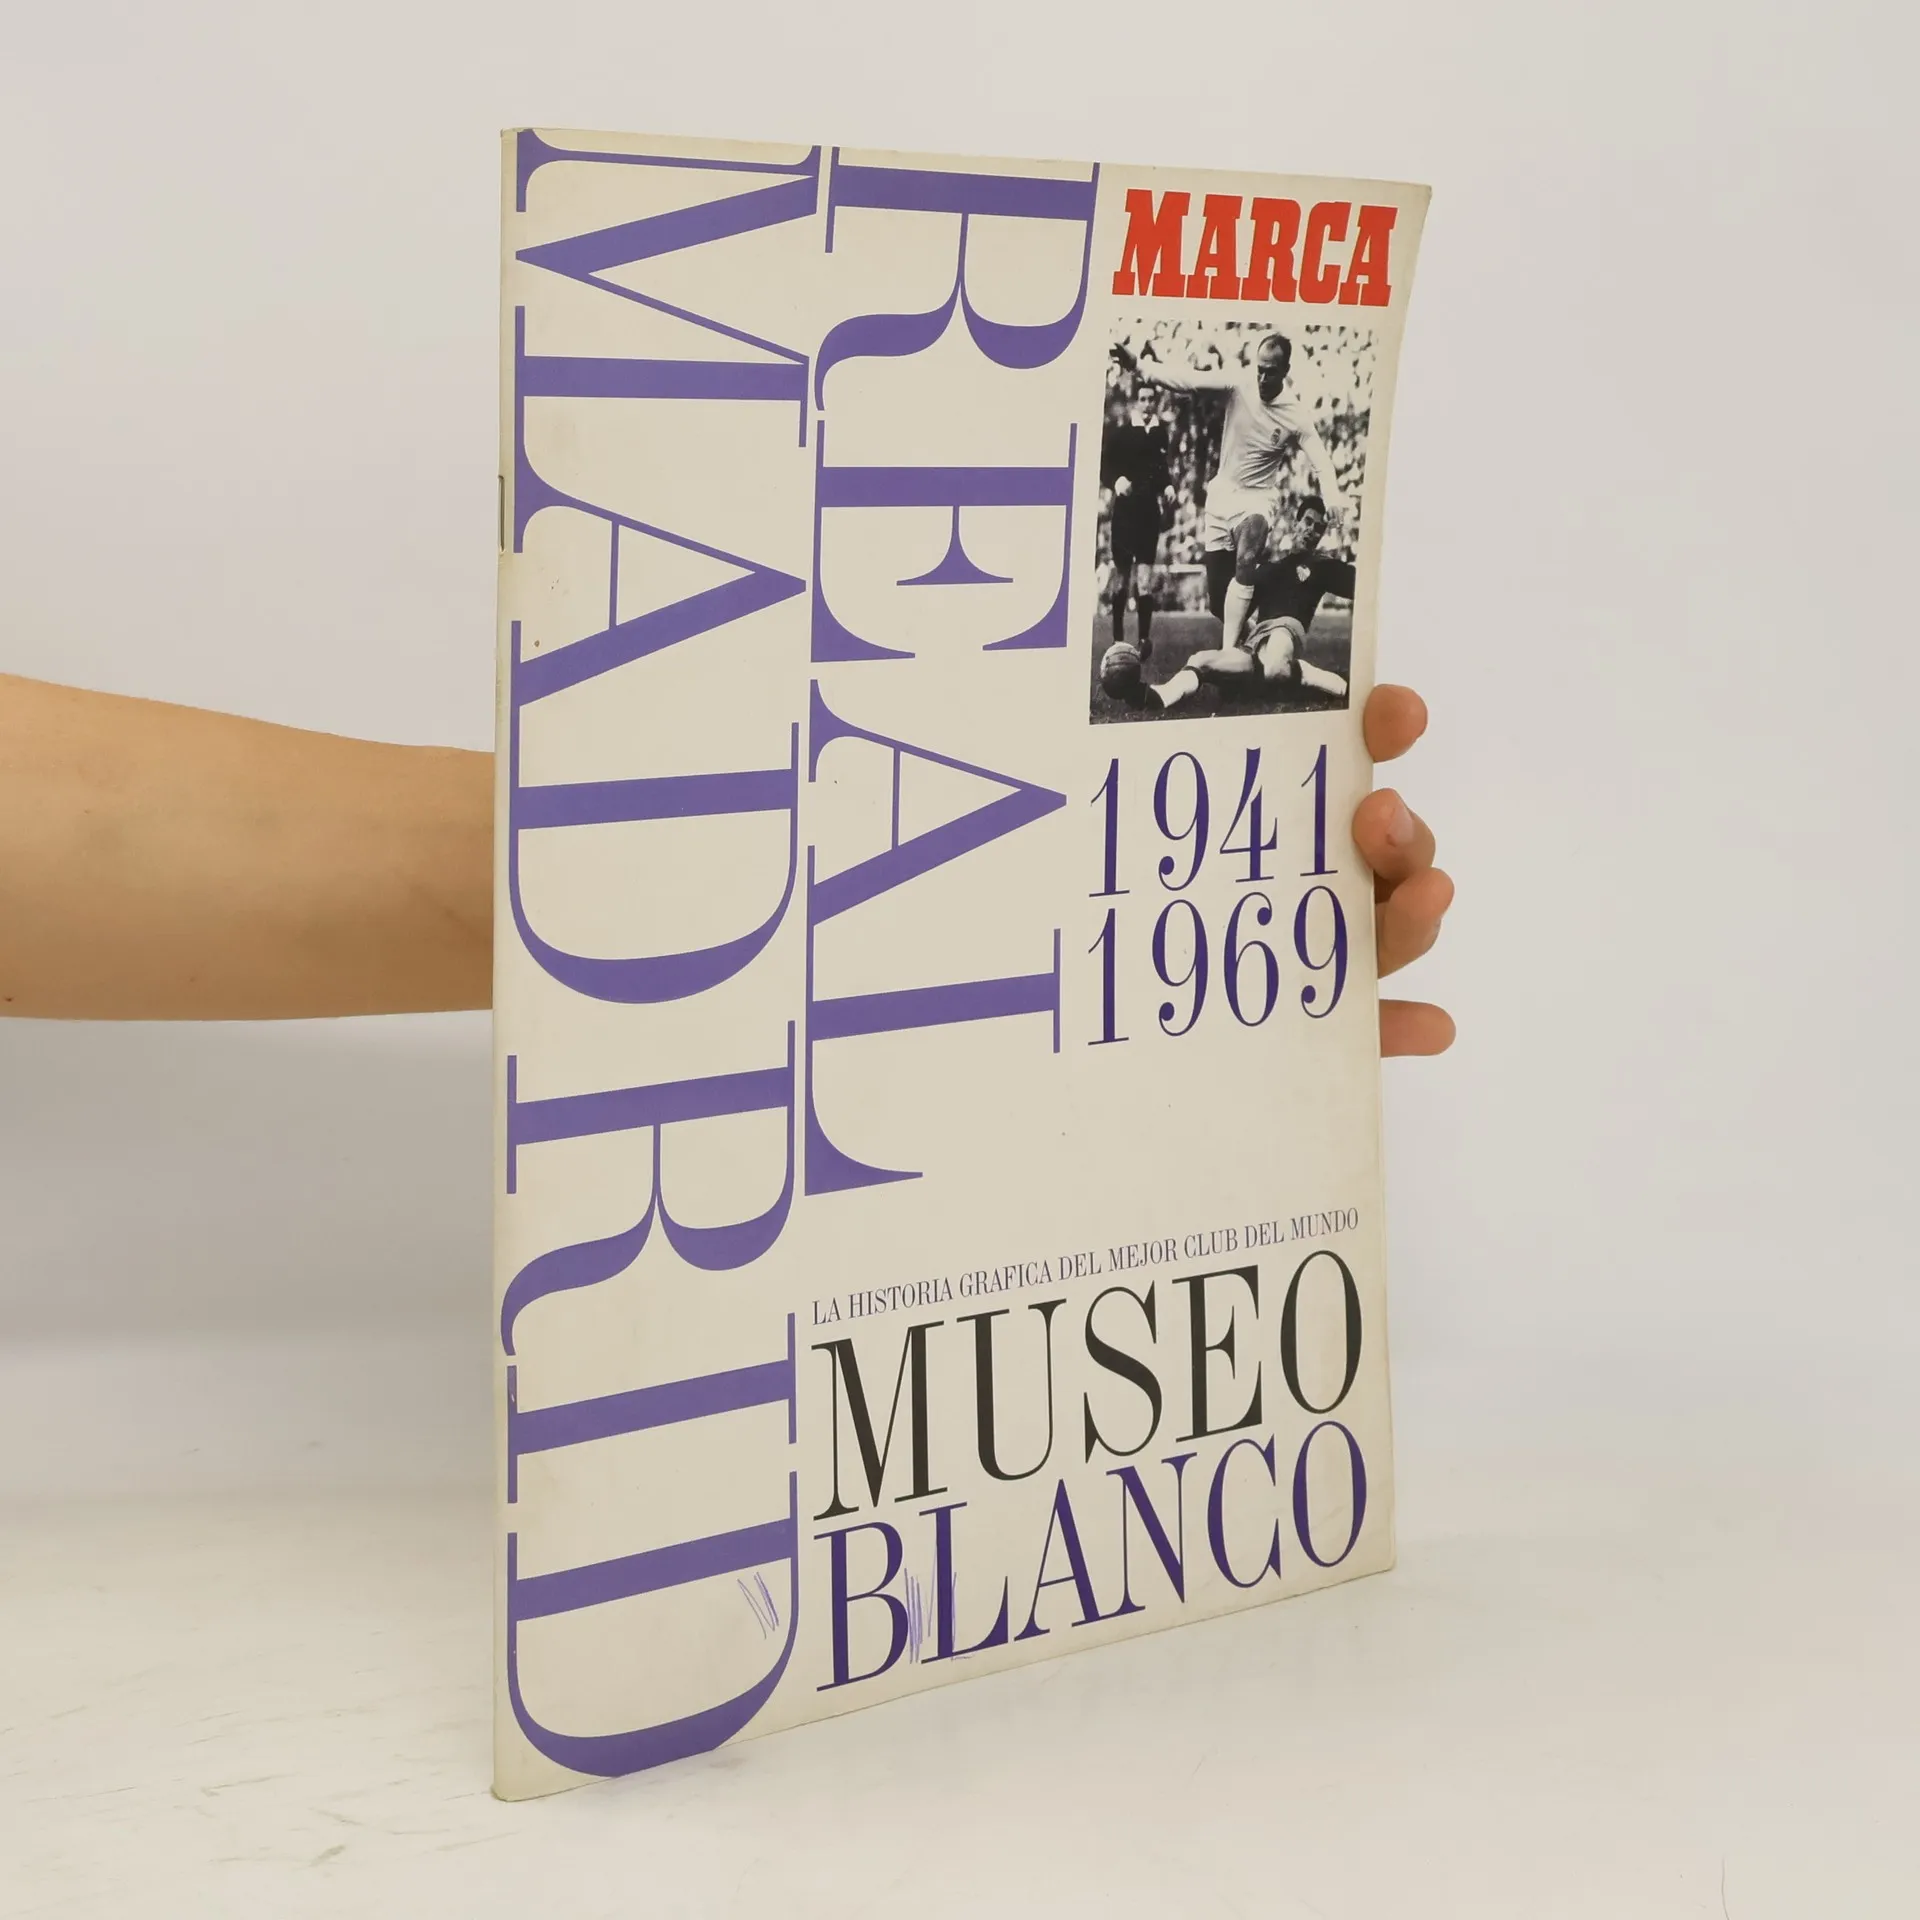 REAL
MADRID
MARCA
1941
1969
LA HISTORIA GRAFICA DEL MEJOR CLUB DEL MUNDO
MUSEO
BLANCO